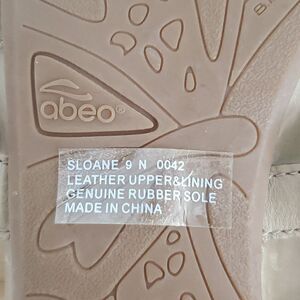 abeo®
SLOANE 9 N 0042
LEATHER UPPER&LINING
GENUINE RUBBER SOLE
MADE IN CHINA